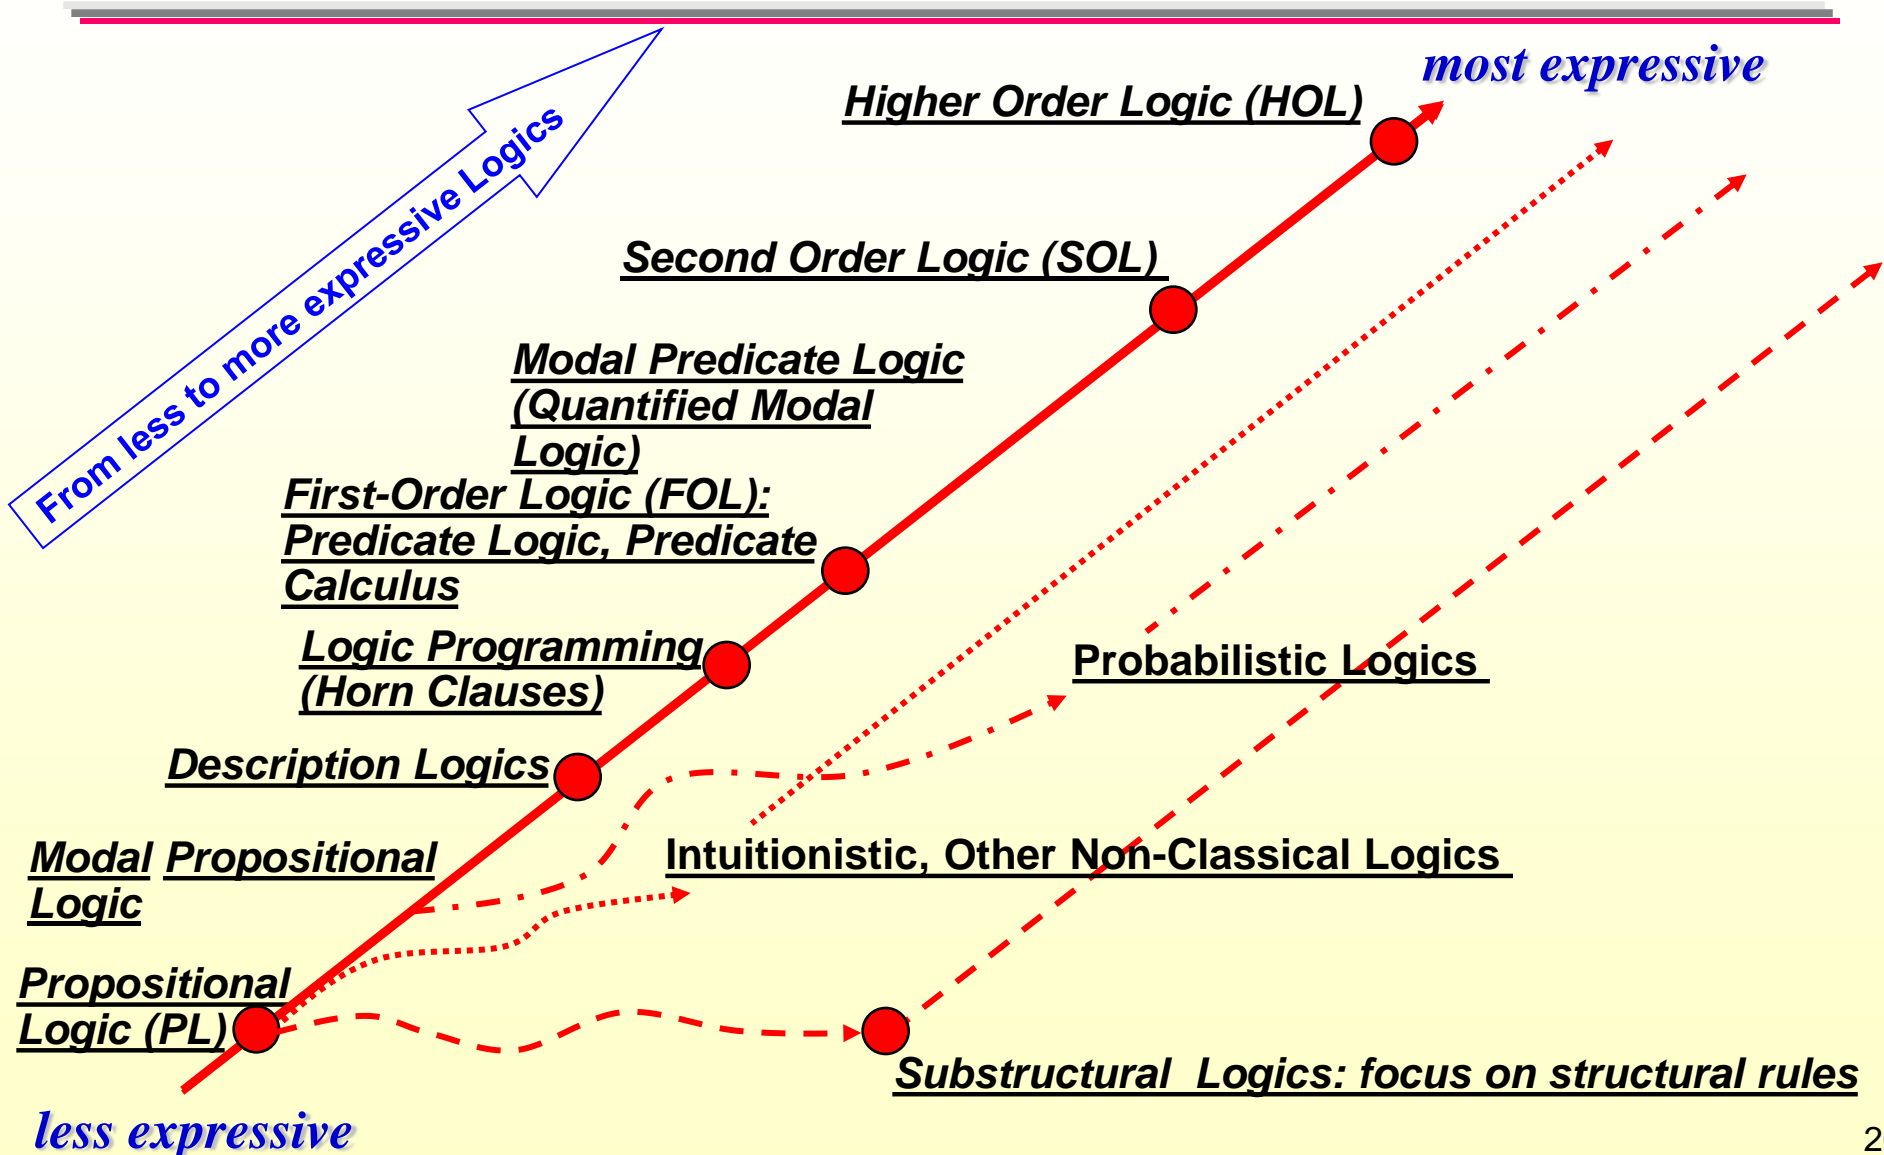 most expressive
Higher Order Logic (HOL)
From less to more expressive Logics
Second Order Logic (SOL)
Modal Predicate Logic
(Quantified Modal
Logic)
First-Order Logic (FOL):
Predicate Logic, Predicate
Calculus
Logic Programming
(Horn Clauses)
Probabilistic Logics
Description Logics
Modal Propositional
Logic
Intuitionistic, Other Non-Classical Logics
Propositional
Logic (PL)
Substructural Logics: focus on structural rules
less expressive
2